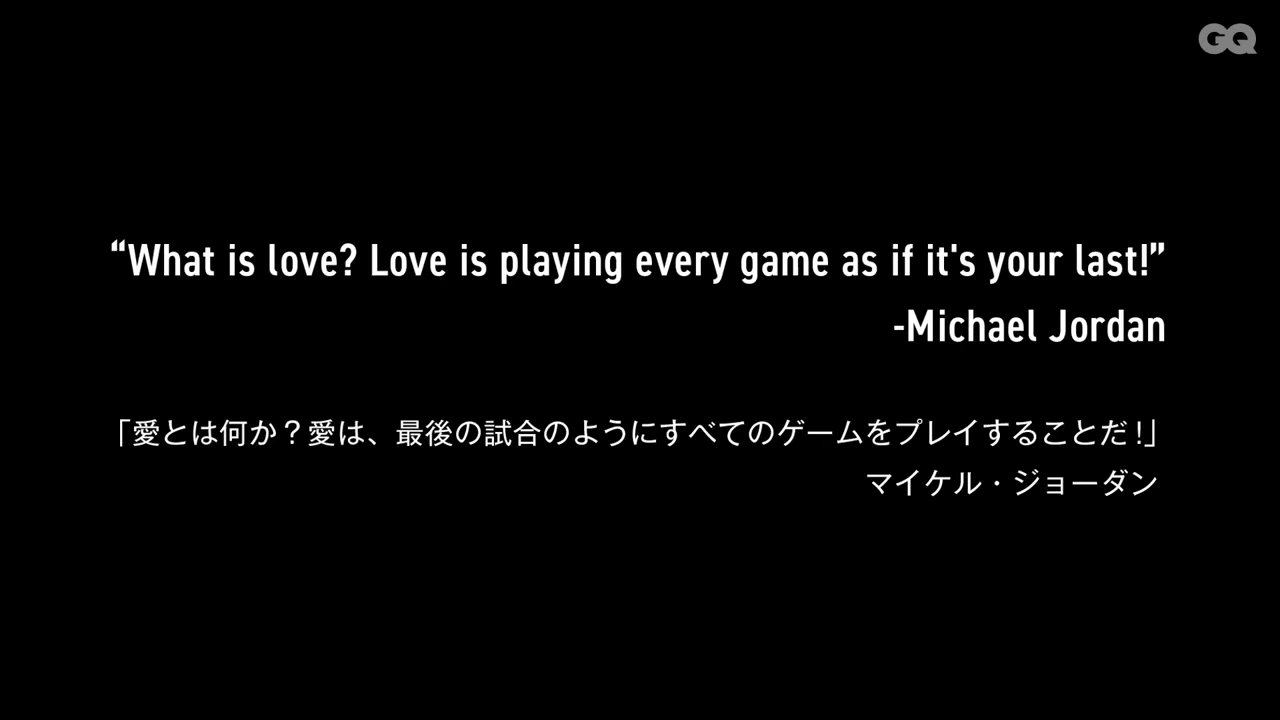 GQ
“What is love? Love is playing every game as if it's your last!”
-Michael Jordan
「愛とは何か？愛は、最後の試合のようにすべてのゲームをプレイすることだ！」
マイケル・ジョーダン